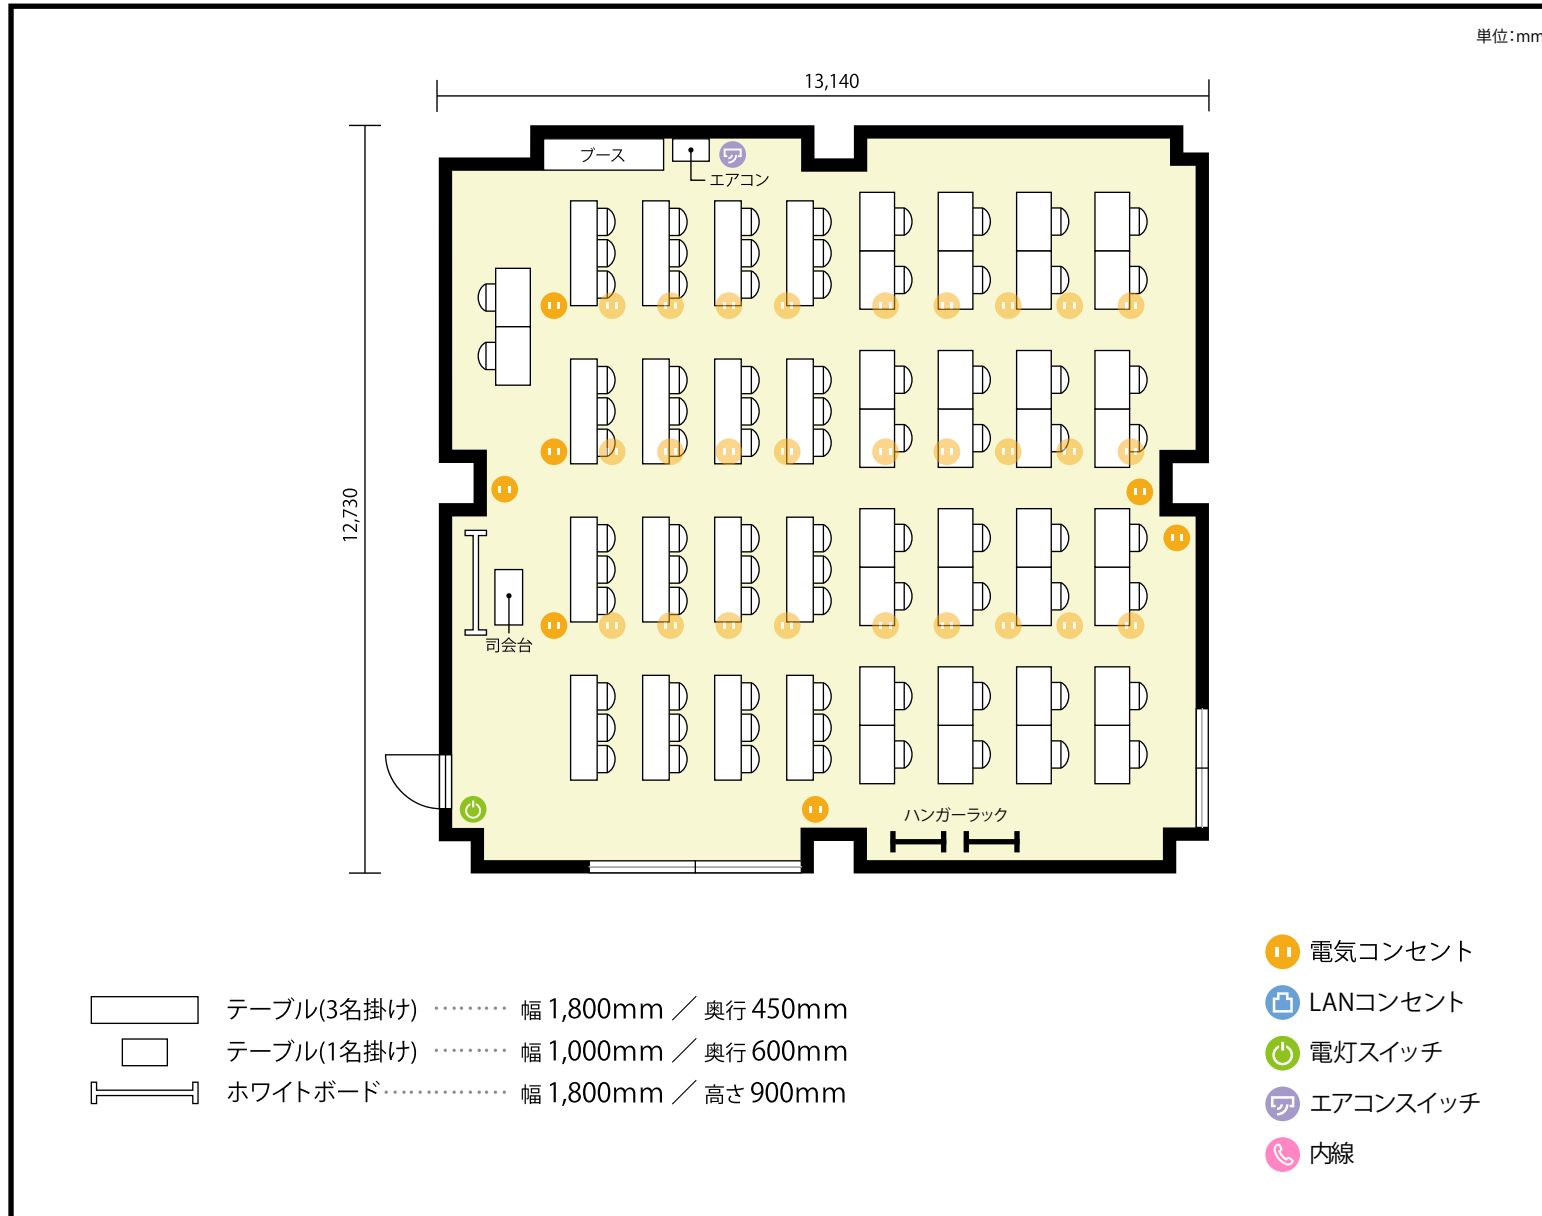 単位:mm
13,140
ブース
エアコン
12,730
司会台
ハンガーラック
電気コンセント
LANコンセント
電灯スイッチ
エアコンスイッチ
内線
テーブル(3名掛け) ········· 幅 1,800mm ／ 奥行 450mm
テーブル(1名掛け) ········· 幅 1,000mm ／ 奥行 600mm
ホワイトボード ··············· 幅 1,800mm ／ 高さ 900mm